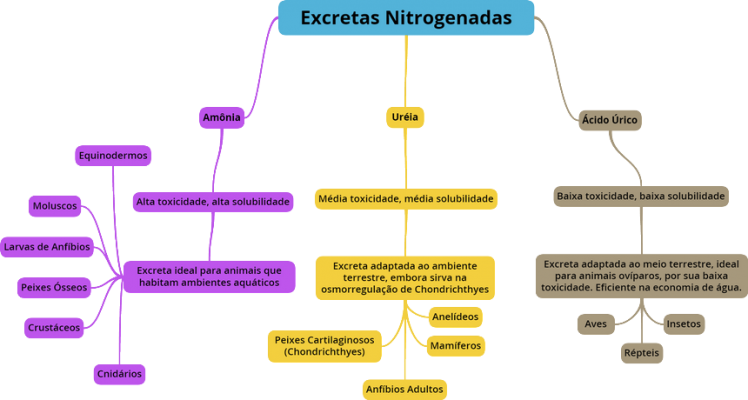 Excretas Nitrogenadas
Amônia
Alta toxicidade, alta solubilidade
Excreta ideal para animais que
habitam ambientes aquáticos
Equinodermos
Moluscos
Larvas de Anfíbios
Peixes Ósseos
Crustáceos
Cnidários
Uréia
Média toxicidade, média solubilidade
Excreta adaptada ao ambiente
terrestre, embora sirva na
osmorregulação de Chondrichthyes
Anelídeos
Peixes Cartilaginosos
(Chondrichthyes)
Mamíferos
Anfíbios Adultos
Ácido Úrico
Baixa toxicidade, baixa solubilidade
Excreta adaptada ao meio terrestre, ideal
para animais ovíparos, por sua baixa
toxicidade. Eficiente na economia de água.
Aves
Insetos
Répteis